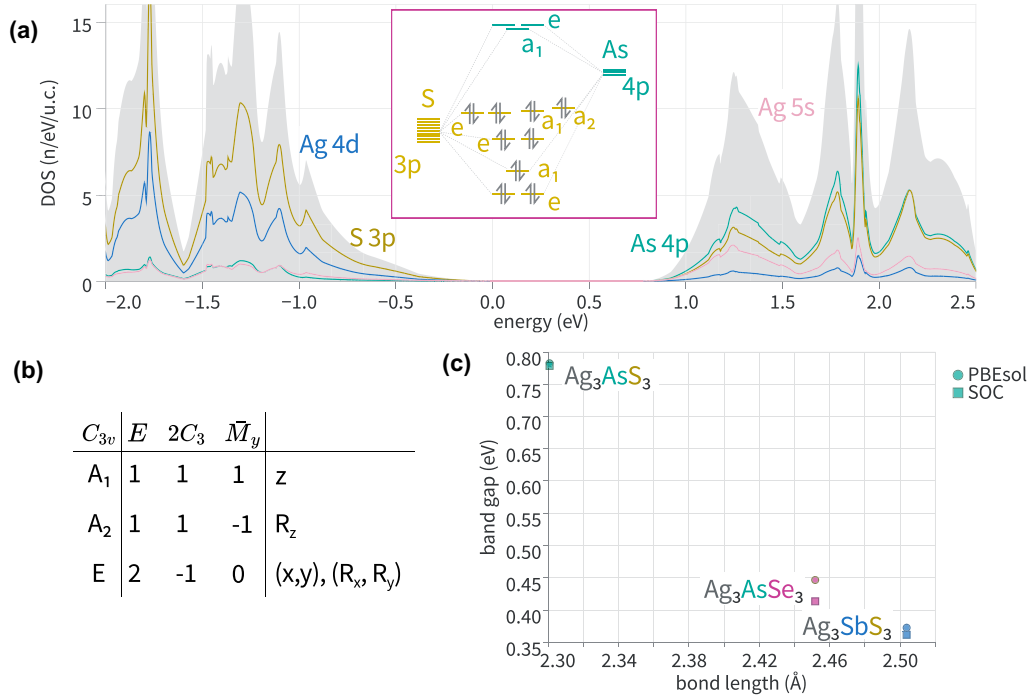 (a)
DOS (n/eV/u.c.)
15
10
5
0
−2.0
−1.5
−1.0
−0.5
0.0
0.5
1.0
1.5
2.0
2.5
energy (eV)
Ag 4d
S 3p
As 4p
Ag 5s
e
a₁
As
4p
S
3p
e
a₁
a₂
e
a₁
e
(b)
C₃ᵥ E 2C₃ M̄_y
A₁ 1 1 1 z
A₂ 1 1 -1 R_z
E 2 -1 0 (x,y), (Rₓ, R_y)
(c)
band gap (eV)
0.80
0.75
0.70
0.65
0.60
0.55
0.50
0.45
0.40
0.35
2.30
2.34
2.38
2.42
2.46
2.50
bond length (Å)
Ag₃AsS₃
Ag₃AsSe₃
Ag₃SbS₃
PBEsol
SOC